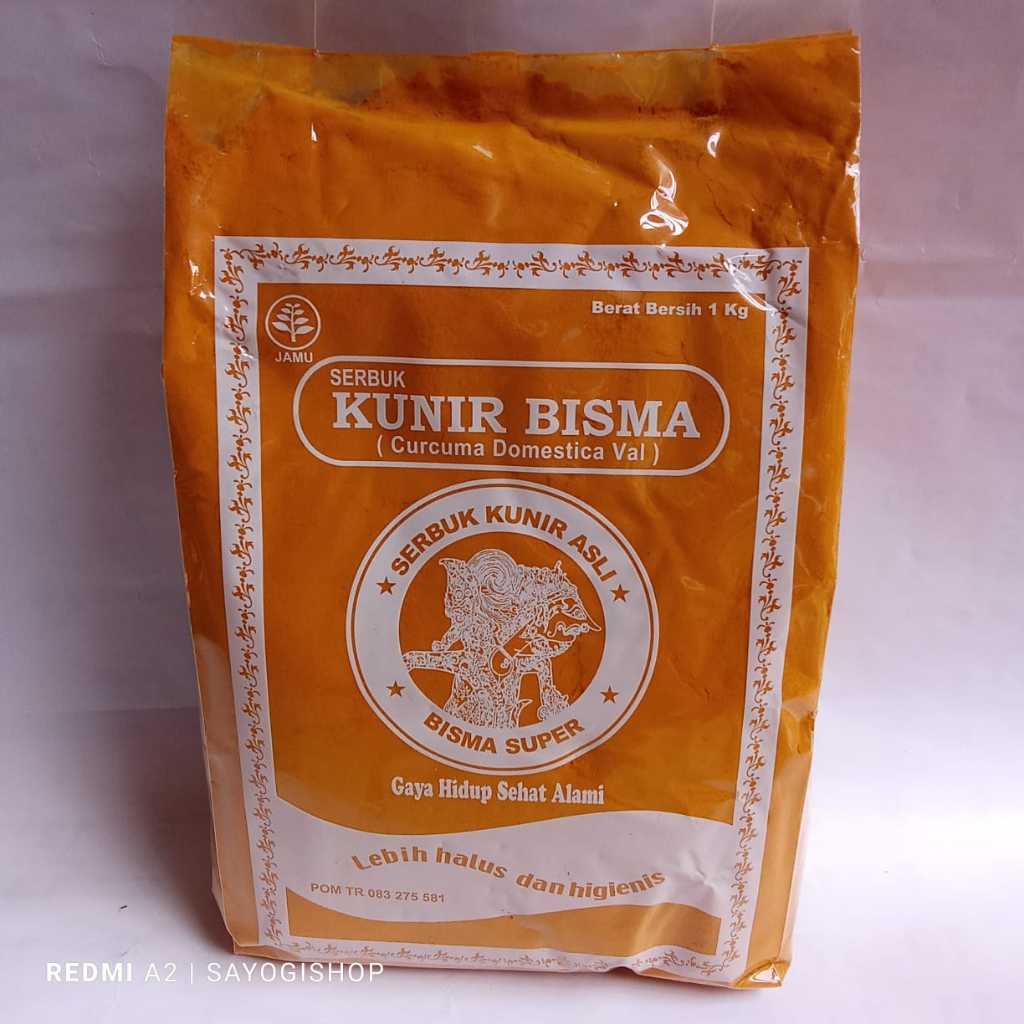 Berat Bersih 1 Kg
JAMU
SERBUK
KUNIR BISMA
( Curcuma Domestica Val )
★ SERBUK KUNIR ASLI ★
★ BISMA SUPER ★
Gaya Hidup Sehat Alami
Lebih halus dan higienis
POM TR 083 275 581
REDMI A2 | SAYOGISHOP